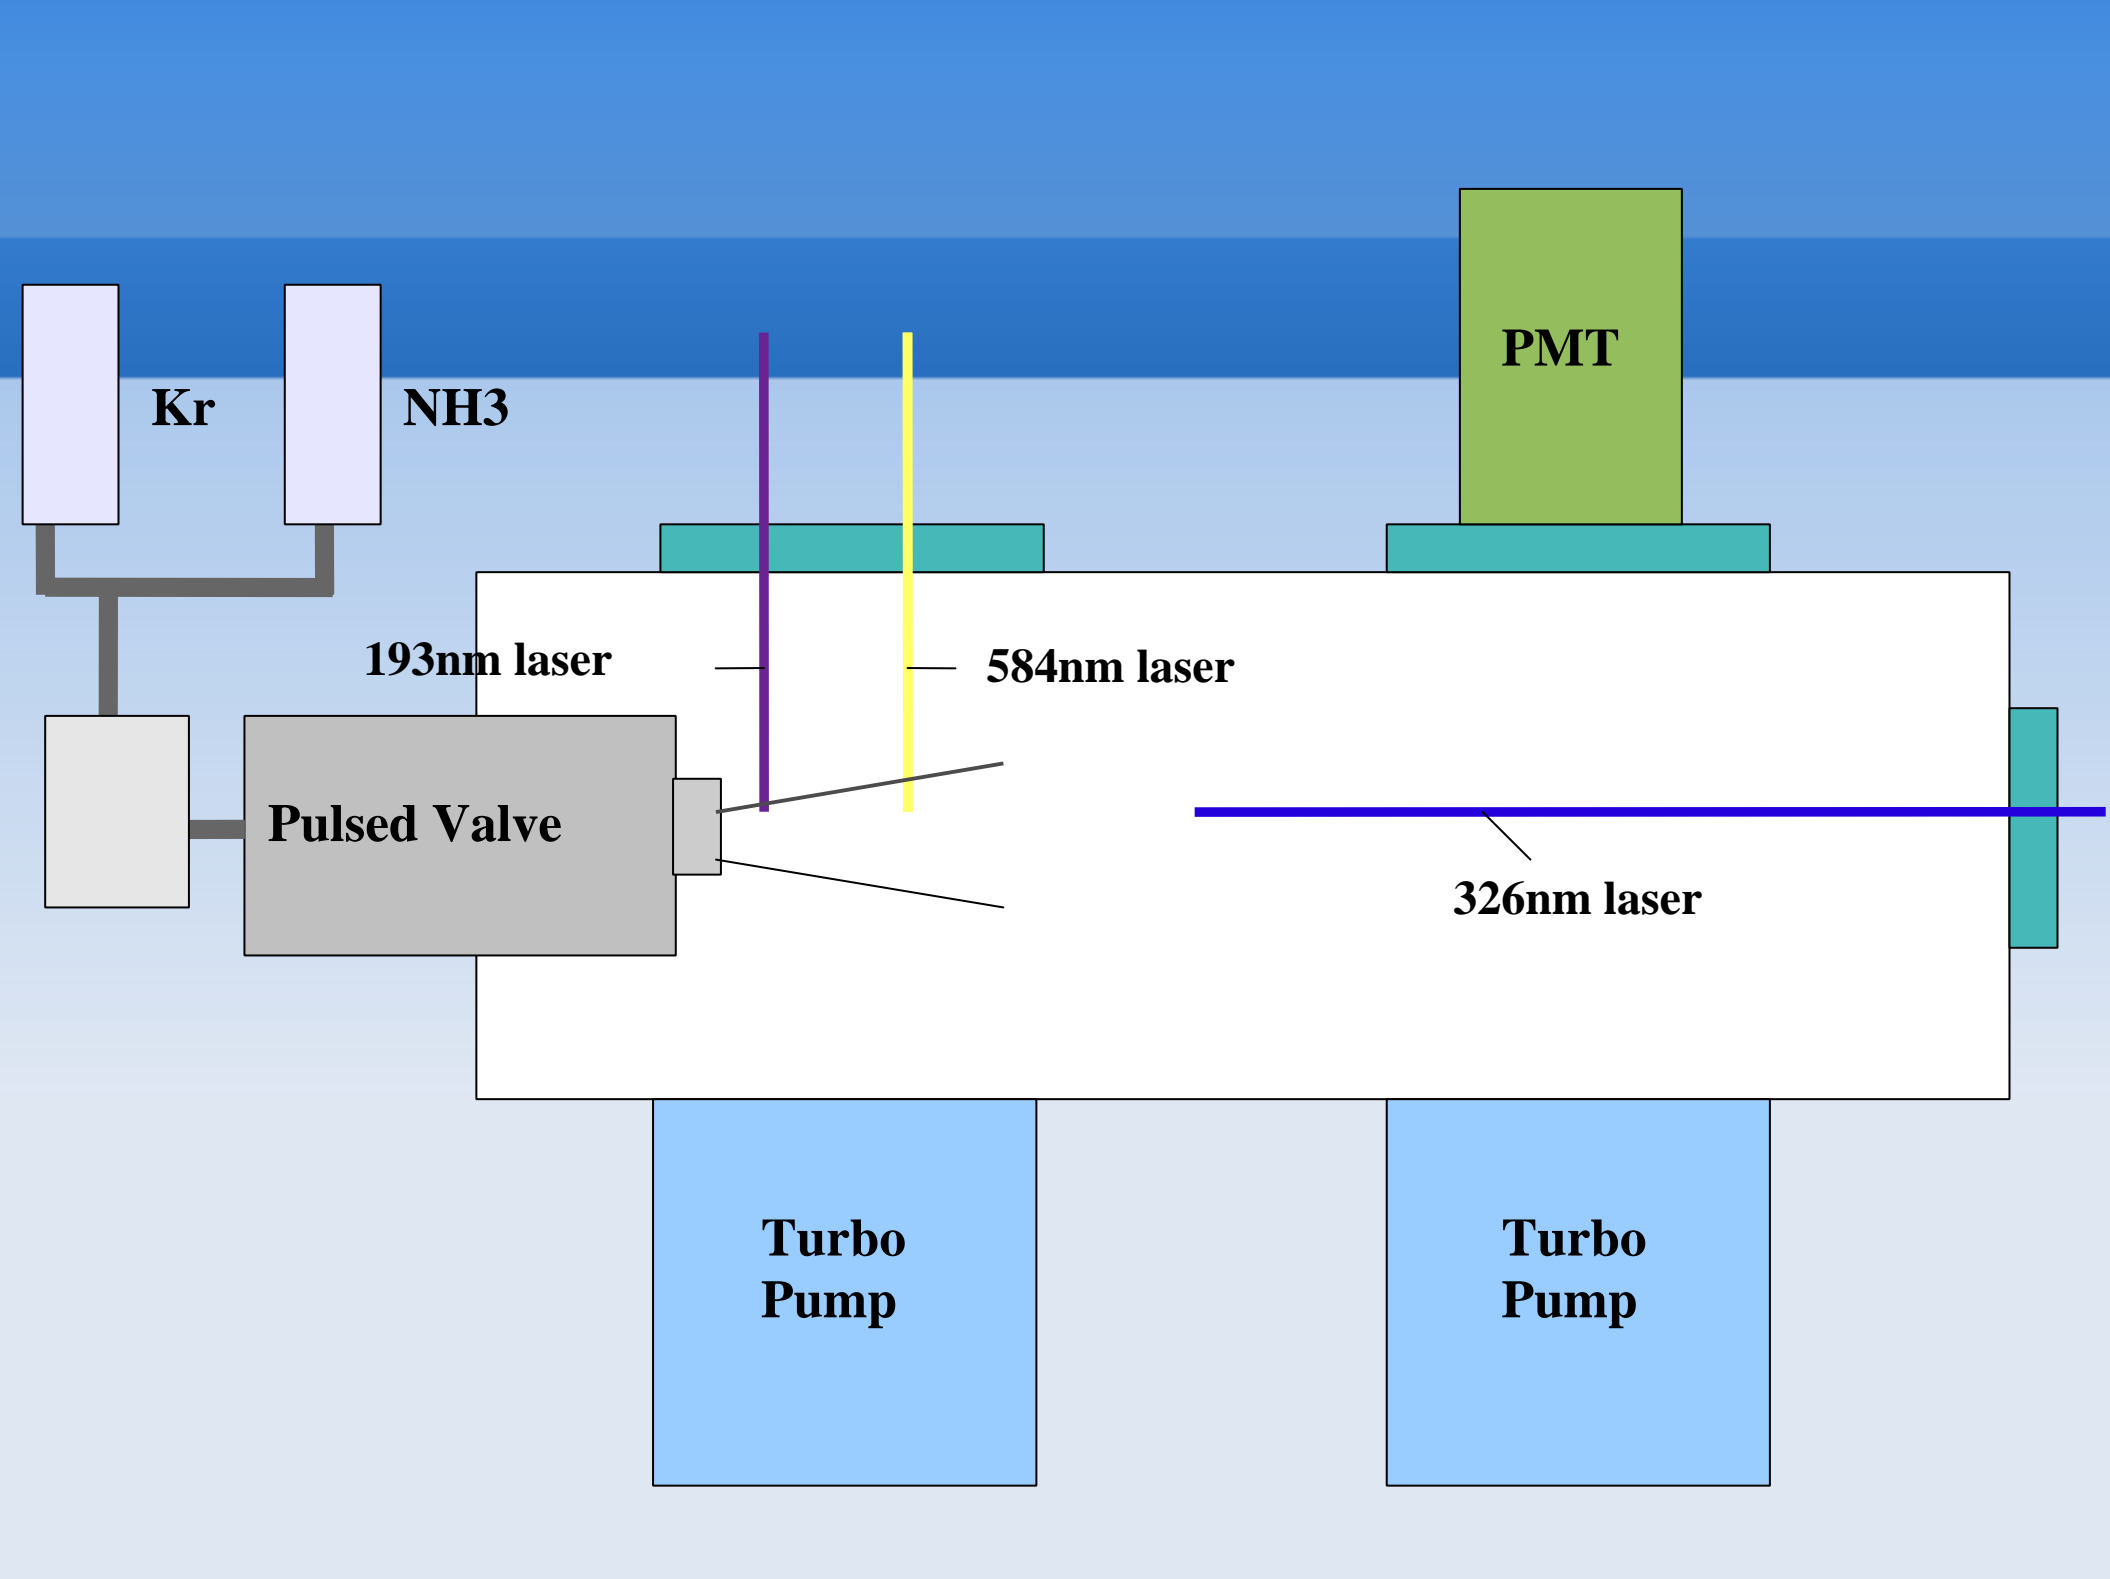 PMT
Kr
NH3
193nm laser
584nm laser
Pulsed Valve
326nm laser
Turbo
Pump
Turbo
Pump